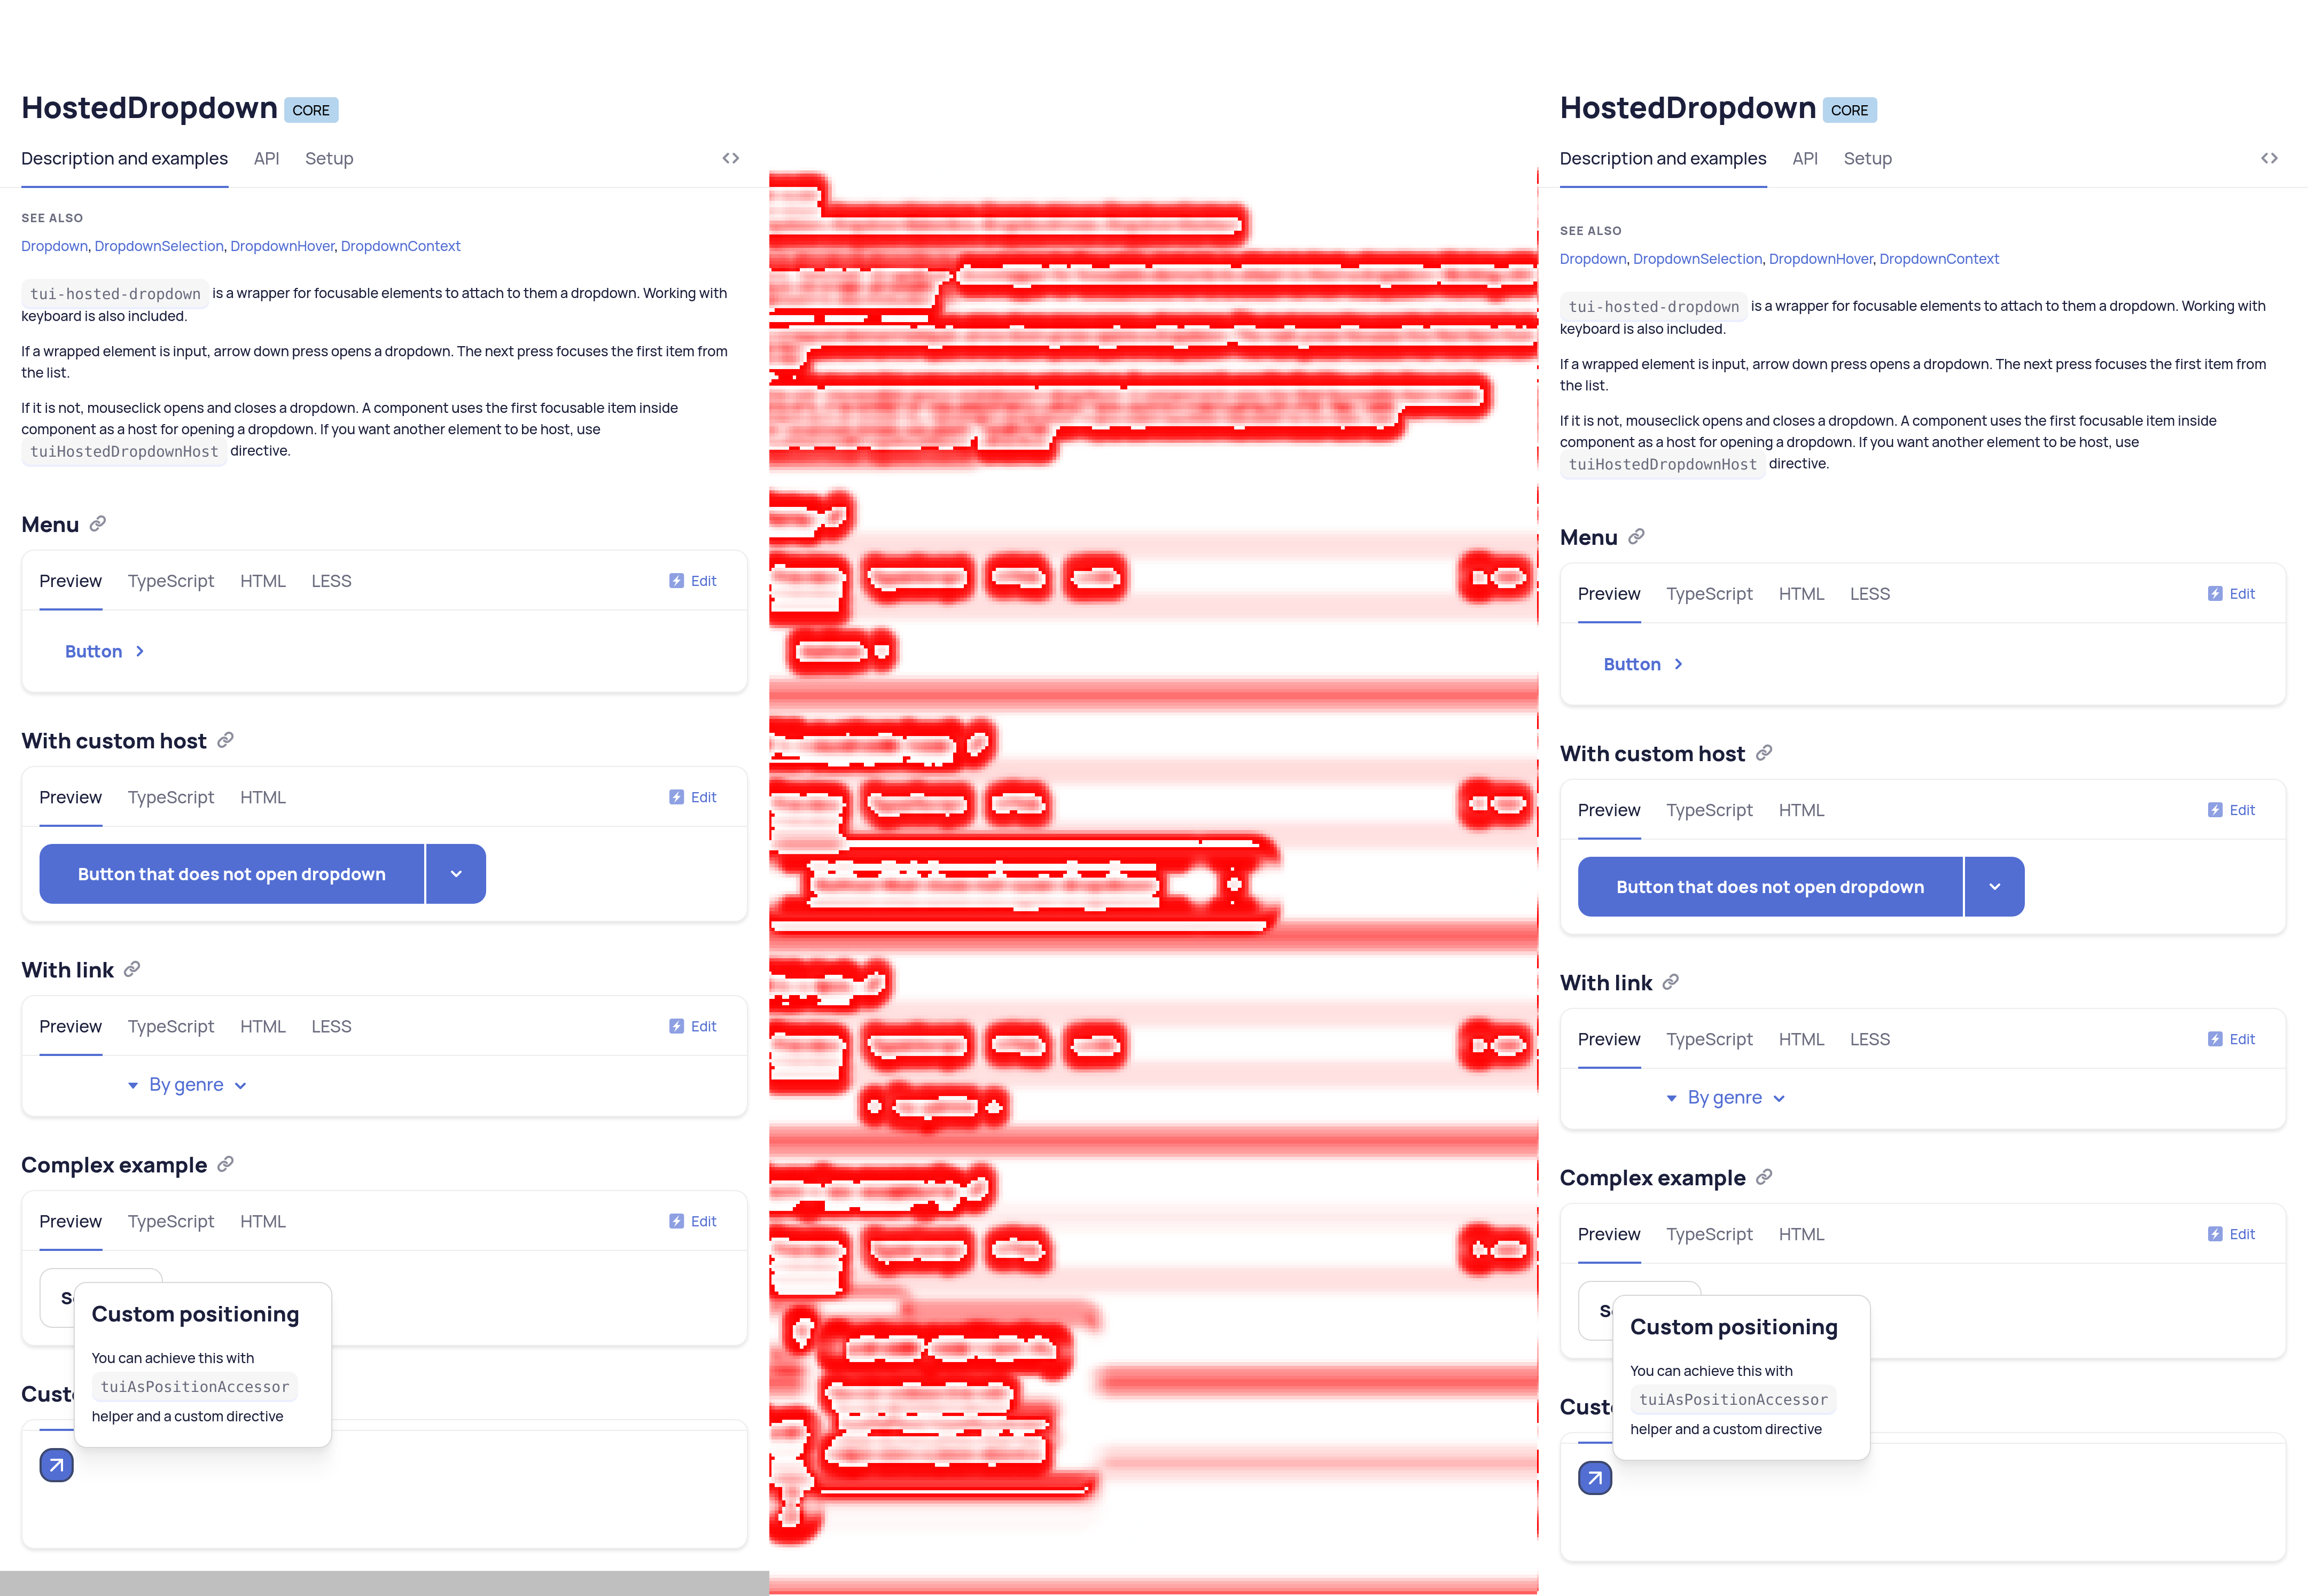 HostedDropdown CORE
Description and examples API Setup
SEE ALSO
Dropdown, DropdownSelection, DropdownHover, DropdownContext
tui-hosted-dropdown is a wrapper for focusable elements to attach to them a dropdown. Working with
keyboard is also included.
If a wrapped element is input, arrow down press opens a dropdown. The next press focuses the first item from
the list.
If it is not, mouseclick opens and closes a dropdown. A component uses the first focusable item inside
component as a host for opening a dropdown. If you want another element to be host, use
tuiHostedDropdownHost directive.
Menu
Preview TypeScript HTML LESS Edit
Button
With custom host
Preview TypeScript HTML Edit
Button that does not open dropdown
With link
Preview TypeScript HTML LESS Edit
By genre
Complex example
Preview TypeScript HTML Edit
Custom positioning
You can achieve this with
tuiAsPositionAccessor
helper and a custom directive
HostedDropdown CORE
Description and examples API Setup
SEE ALSO
Dropdown, DropdownSelection, DropdownHover, DropdownContext
tui-hosted-dropdown is a wrapper for focusable elements to attach to them a dropdown. Working with
keyboard is also included.
If a wrapped element is input, arrow down press opens a dropdown. The next press focuses the first item from
the list.
If it is not, mouseclick opens and closes a dropdown. A component uses the first focusable item inside
component as a host for opening a dropdown. If you want another element to be host, use
tuiHostedDropdownHost directive.
Menu
Preview TypeScript HTML LESS Edit
Button
With custom host
Preview TypeScript HTML Edit
Button that does not open dropdown
With link
Preview TypeScript HTML LESS Edit
By genre
Complex example
Preview TypeScript HTML Edit
Custom positioning
You can achieve this with
tuiAsPositionAccessor
helper and a custom directive